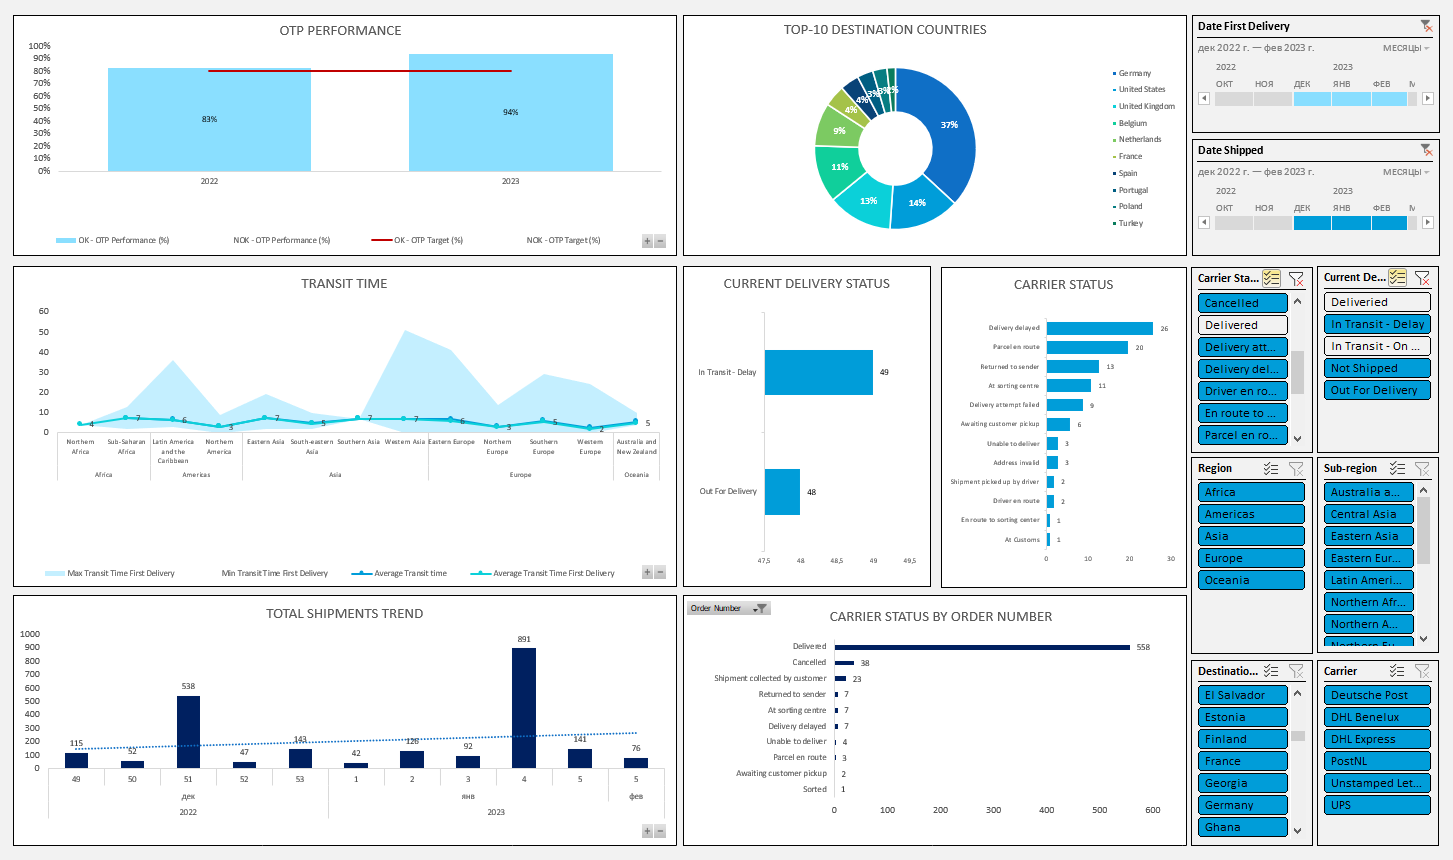 OTP PERFORMANCE
100%
90%
80%
70%
60%
50%
40%
30%
20%
10%
0%
83%
94%
2022
2023
OK - OTP Performance (%)
NOK - OTP Performance (%)
OK - OTP Target (%)
NOK - OTP Target (%)
TOP-10 DESTINATION COUNTRIES
37%
14%
13%
11%
9%
4%
4%
3%
3%
2%
Germany
United States
United Kingdom
Belgium
Netherlands
France
Spain
Portugal
Poland
Turkey
Date First Delivery
дек 2022 г. — фев 2023 г.
МЕСЯЦЫ
2022
2023
ОКТ
НОЯ
ДЕК
ЯНВ
ФЕВ
Date Shipped
дек 2022 г. — фев 2023 г.
МЕСЯЦЫ
2022
2023
ОКТ
НОЯ
ДЕК
ЯНВ
ФЕВ
TRANSIT TIME
60
50
40
30
20
10
0
4
7
6
3
7
5
7
7
6
3
5
2
5
Northern Africa
Sub-Saharan Africa
Latin America and the Caribbean
Northern America
Eastern Asia
South-eastern Asia
Southern Asia
Western Asia
Eastern Europe
Northern Europe
Southern Europe
Western Europe
Australia and New Zealand
Africa
Americas
Asia
Europe
Oceania
Max Transit Time First Delivery
Min Transit Time First Delivery
Average Transit time
Average Transit Time First Delivery
CURRENT DELIVERY STATUS
In Transit - Delay
49
Out For Delivery
48
47,5
48
48,5
49
49,5
CARRIER STATUS
Delivery delayed 26
Parcel en route 20
Returned to sender 13
At sorting centre 11
Delivery attempt failed 9
Awaiting customer pickup 6
Unable to deliver 3
Address invalid 3
Shipment picked up by driver 2
Driver en route 2
En route to sorting center 1
At Customs 1
0
10
20
30
Carrier Sta...
Cancelled
Delivered
Delivery att...
Delivery del...
Driver en ro...
En route to ...
Parcel en ro...
Current De...
Deliveried
In Transit - Delay
In Transit - On ...
Not Shipped
Out For Delivery
Region
Africa
Americas
Asia
Europe
Oceania
Sub-region
Australia a...
Central Asia
Eastern Asia
Eastern Eur...
Latin Ameri...
Northern Afr...
Northern A...
Northern Eu...
TOTAL SHIPMENTS TREND
1000
900
800
700
600
500
400
300
200
100
0
115
52
538
47
143
42
128
92
891
141
76
49
50
51
52
53
1
2
3
4
5
5
дек
янв
фев
2022
2023
Order Number
CARRIER STATUS BY ORDER NUMBER
Delivered 558
Cancelled 38
Shipment collected by customer 23
Returned to sender 7
At sorting centre 7
Delivery delayed 7
Unable to deliver 4
Parcel en route 3
Awaiting customer pickup 2
Sorted 1
0
100
200
300
400
500
600
Destinatio...
El Salvador
Estonia
Finland
France
Georgia
Germany
Ghana
Carrier
Deutsche Post
DHL Benelux
DHL Express
PostNL
Unstamped Let...
UPS